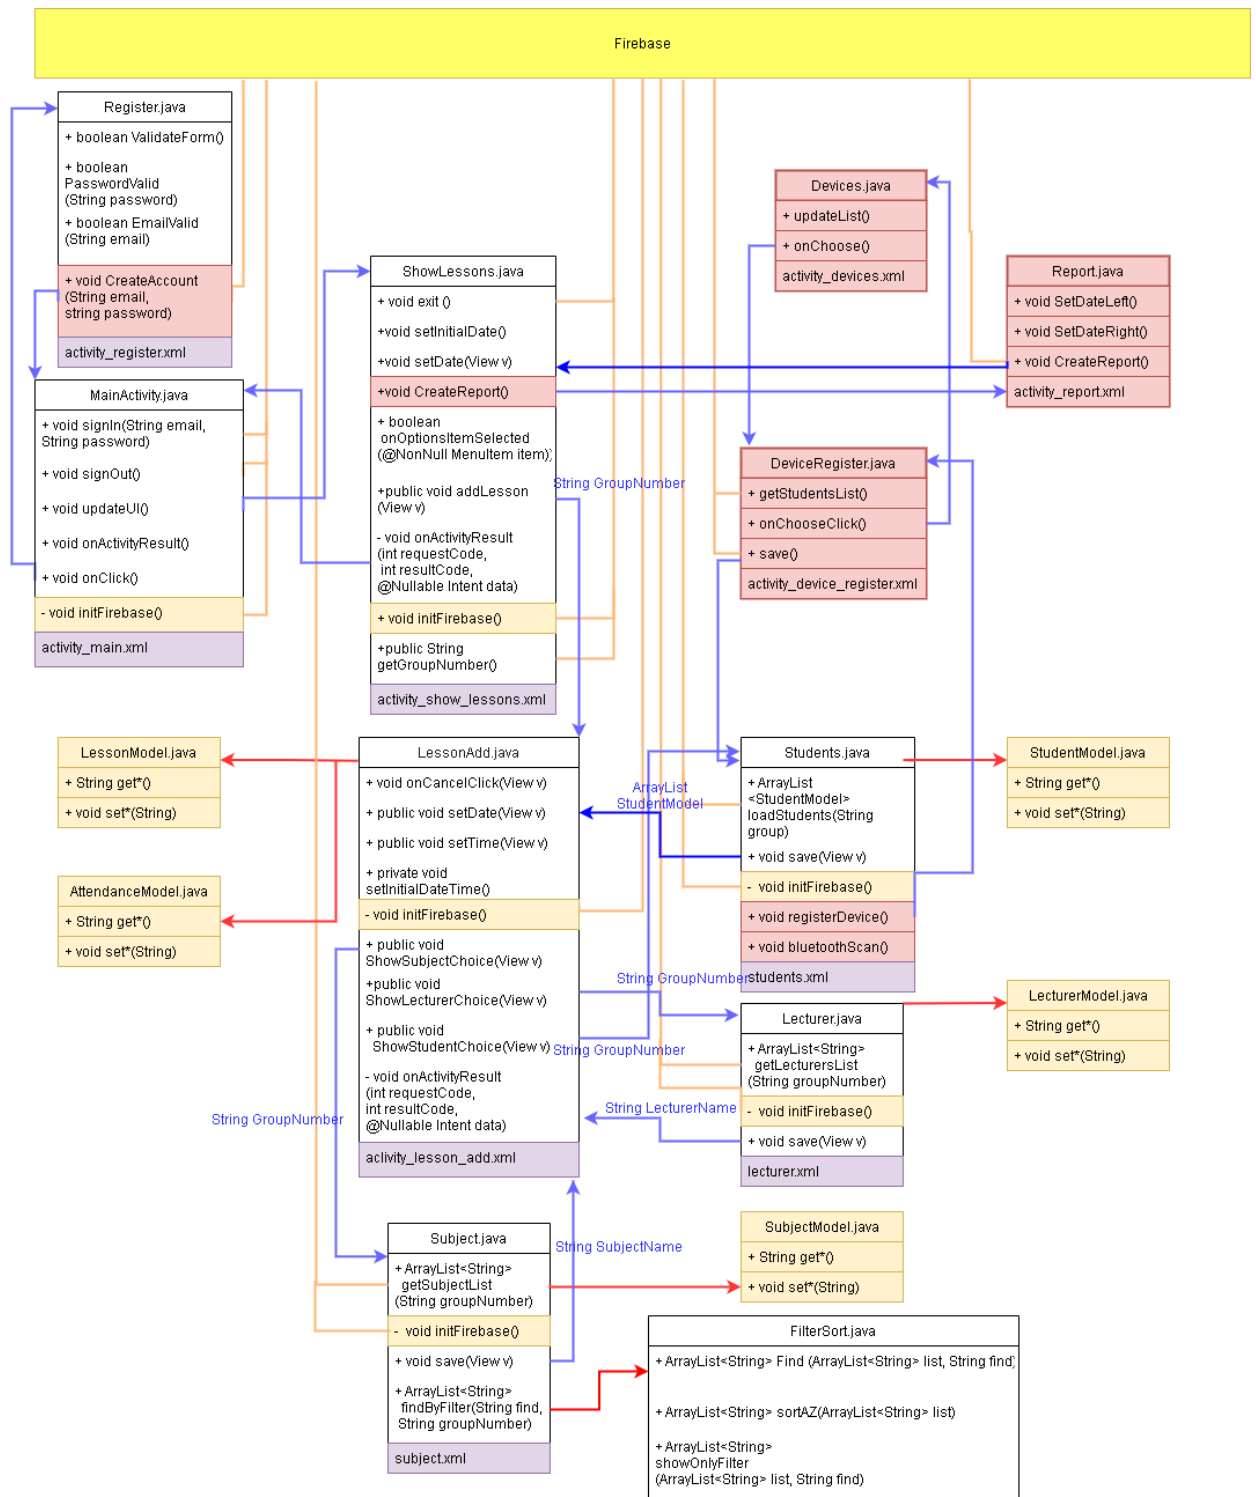 Firebase
Register.java
+ boolean ValidateForm()
+ boolean
PasswordValid
(String password)
+ boolean EmailValid
(String email)
+ void CreateAccount
(String email,
string password)
activity_register.xml
MainActivity.java
+ void signIn(String email,
String password)
+ void signOut()
+ void updateUI()
+ void onActivityResult()
+ void onClick()
- void initFirebase()
activity_main.xml
ShowLessons.java
+ void exit ()
+void setInitialDate()
+void setDate(View v)
+void CreateReport()
+ boolean
onOptionsItemSelected
(@NonNull MenuItem item))
+public void addLesson
(View v)
- void onActivityResult
(int requestCode,
int resultCode,
@Nullable Intent data)
+ void initFirebase()
+public String
getGroupNumber()
activity_show_lessons.xml
String GroupNumber
Devices.java
+ updateList()
+ onChoose()
activity_devices.xml
Report.java
+ void SetDateLeft()
+ void SetDateRight()
+ void CreateReport()
activity_report.xml
DeviceRegister.java
+ getStudentsList()
+ onChooseClick()
+ save()
activity_device_register.xml
LessonModel.java
+ String get*()
+ void set*(String)
AttendanceModel.java
+ String get*()
+ void set*(String)
LessonAdd.java
+ void onCancelClick(View v)
+ public void setDate(View v)
+ public void setTime(View v)
+ private void
setInitialDateTime()
- void initFirebase()
+ public void
ShowSubjectChoice(View v)
+public void
ShowLecturerChoice(View v)
+ public void
ShowStudentChoice(View v)
- void onActivityResult
(int requestCode,
int resultCode,
@Nullable Intent data)
aclivity_lesson_add.xml
ArrayList
StudentModel
Students.java
+ ArrayList
<StudentModel>
loadStudents(String
group)
+ void save(View v)
- void initFirebase()
+ void registerDevice()
+ void bluetoothScan()
students.xml
StudentModel.java
+ String get*()
+ void set*(String)
String GroupNumber
String GroupNumber
String LecturerName
String GroupNumber
Lecturer.java
+ ArrayList<String>
getLecturersList
(String groupNumber)
- void initFirebase()
+ void save(View v)
lecturer.xml
LecturerModel.java
+ String get*()
+ void set*(String)
Subject.java
+ ArrayList<String>
getSubjectList
(String groupNumber)
- void initFirebase()
+ void save(View v)
+ ArrayList<String>
findByFilter(String find,
String groupNumber)
subject.xml
String SubjectName
SubjectModel.java
+ String get*()
+ void set*(String)
FilterSort.java
+ ArrayList<String> Find (ArrayList<String> list, String find)
+ ArrayList<String> sortAZ(ArrayList<String> list)
+ ArrayList<String>
showOnlyFilter
(ArrayList<String> list, String find)